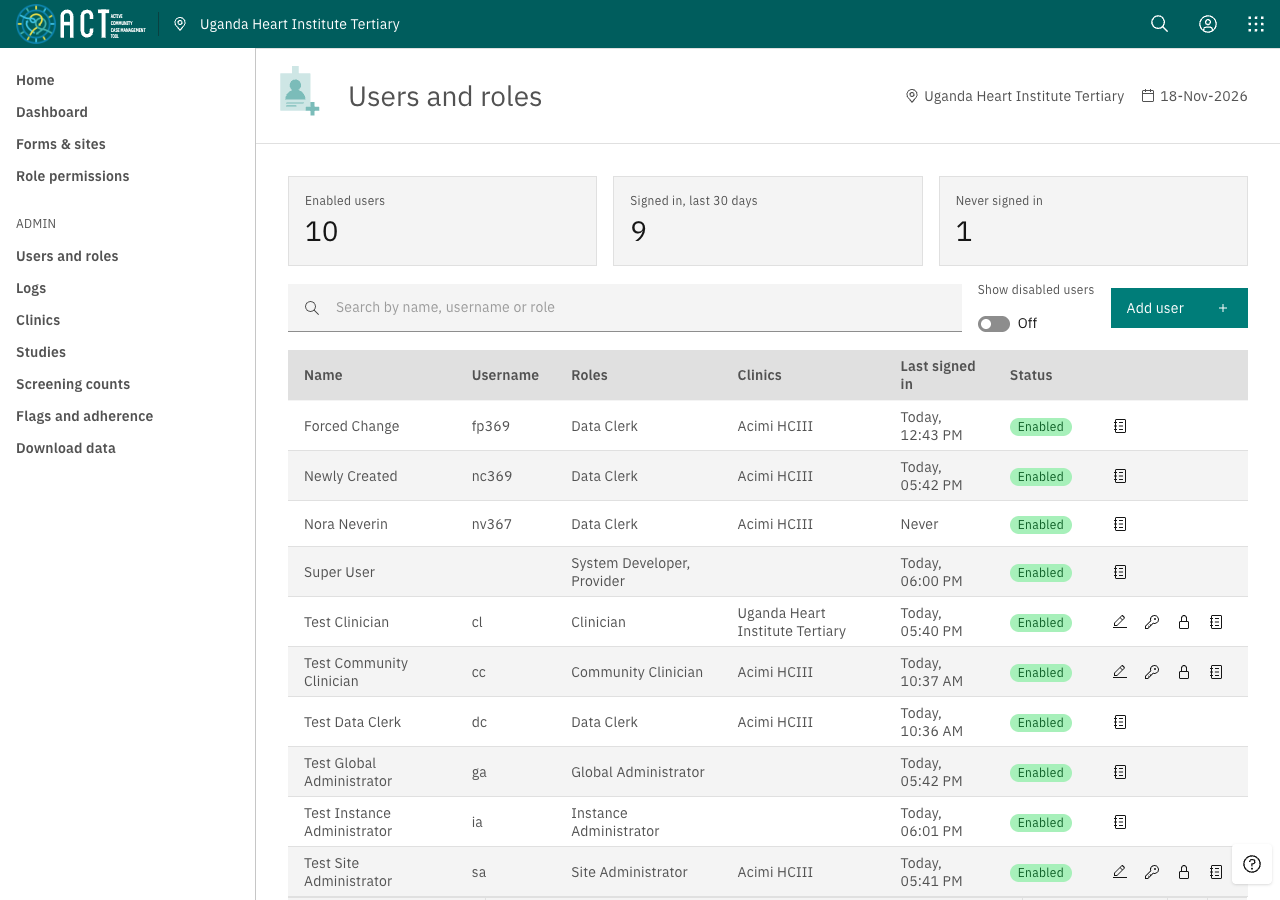 ACT ACTIVE COMMUNITY CASE MANAGEMENT TOOL
Uganda Heart Institute Tertiary
Home
Dashboard
Forms & sites
Role permissions
ADMIN
Users and roles
Logs
Clinics
Studies
Screening counts
Flags and adherence
Download data
Users and roles
Uganda Heart Institute Tertiary 18-Nov-2026
Enabled users
10
Signed in, last 30 days
9
Never signed in
1
Search by name, username or role
Show disabled users
Off
Add user +
Name Username Roles Clinics Last signed in Status
Forced Change fp369 Data Clerk Acimi HCIII Today, 12:43 PM Enabled
Newly Created nc369 Data Clerk Acimi HCIII Today, 05:42 PM Enabled
Nora Neverin nv367 Data Clerk Acimi HCIII Never Enabled
Super User System Developer, Provider Today, 06:00 PM Enabled
Test Clinician cl Clinician Uganda Heart Institute Tertiary Today, 05:40 PM Enabled
Test Community Clinician cc Community Clinician Acimi HCIII Today, 10:37 AM Enabled
Test Data Clerk dc Data Clerk Acimi HCIII Today, 10:36 AM Enabled
Test Global Administrator ga Global Administrator Today, 05:42 PM Enabled
Test Instance Administrator ia Instance Administrator Today, 06:01 PM Enabled
Test Site Administrator sa Site Administrator Acimi HCIII Today, 05:41 PM Enabled